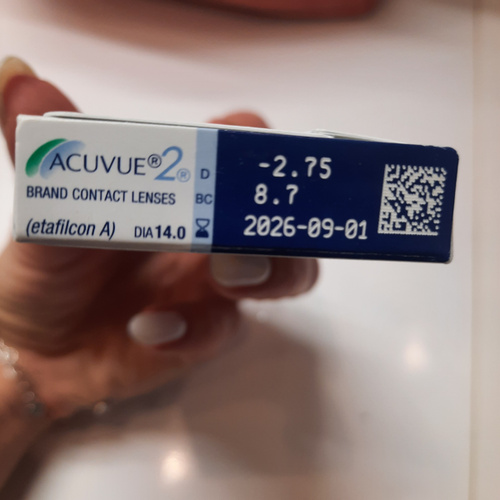 ACUVUE®2®
BRAND CONTACT LENSES
(etafilcon A) DIA 14.0
D -2.75
BC 8.7
2026-09-01